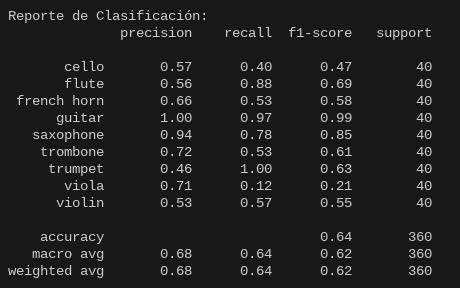 Reporte de Clasificación:
              precision    recall  f1-score   support

       cello       0.57      0.40      0.47        40
       flute       0.56      0.88      0.69        40
 french horn       0.66      0.53      0.58        40
      guitar       1.00      0.97      0.99        40
   saxophone       0.94      0.78      0.85        40
    trombone       0.72      0.53      0.61        40
     trumpet       0.46      1.00      0.63        40
       viola       0.71      0.12      0.21        40
      violin       0.53      0.57      0.55        40

    accuracy                           0.64       360
   macro avg       0.68      0.64      0.62       360
weighted avg       0.68      0.64      0.62       360